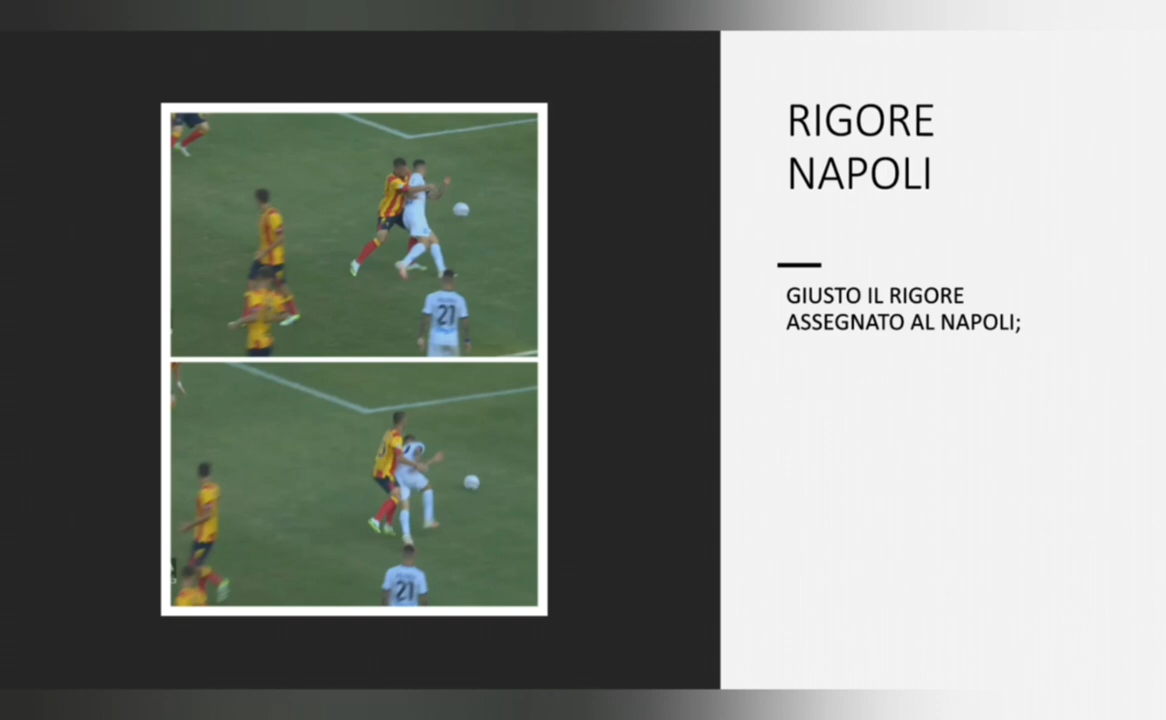 RIGORE
NAPOLI
GIUSTO IL RIGORE
ASSEGNATO AL NAPOLI;
21
21